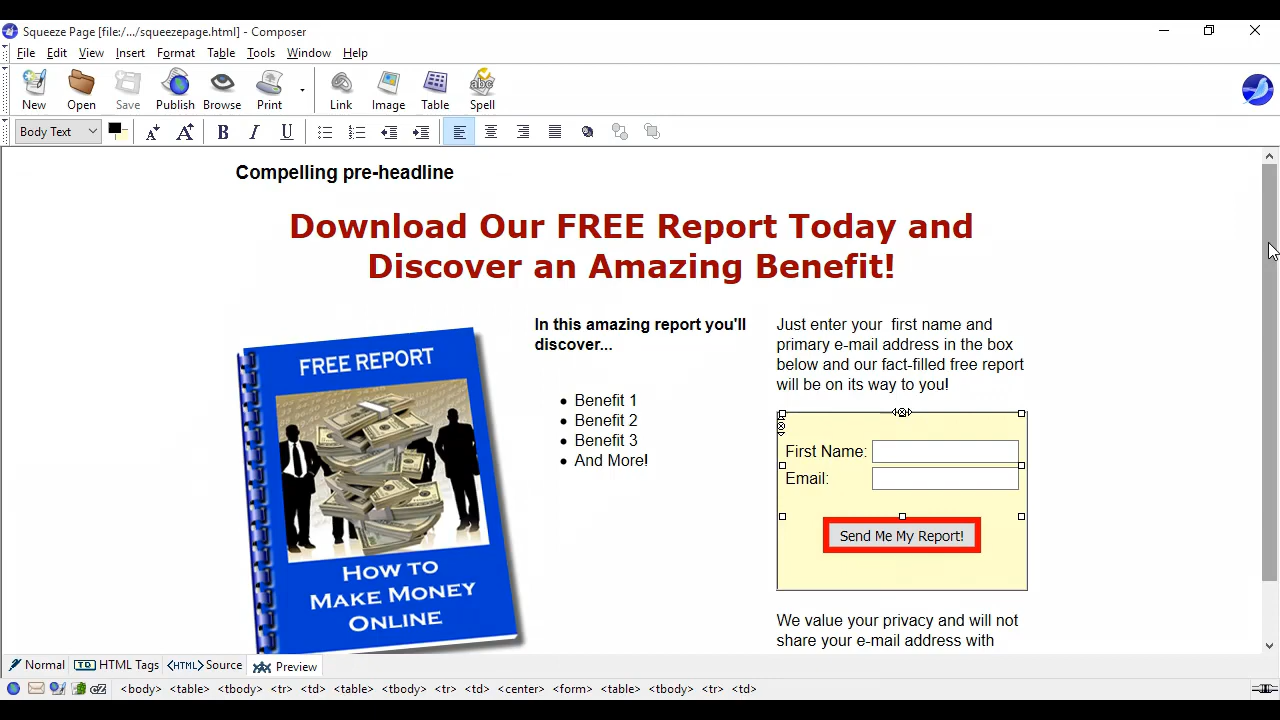 Squeeze Page [file:/.../squeezepage.html] - Composer
File Edit View Insert Format Table Tools Window Help
New Open Save Publish Browse Print Link Image Table Spell
Body Text
Compelling pre-headline
Download Our FREE Report Today and
Discover an Amazing Benefit!
FREE REPORT
HOW TO
MAKE MONEY
ONLINE
In this amazing report you'll
discover...
Benefit 1
Benefit 2
Benefit 3
And More!
Just enter your  first name and
primary e-mail address in the box
below and our fact-filled free report
will be on its way to you!
First Name:
Email:
Send Me My Report!
We value your privacy and will not
share your e-mail address with
Normal TD HTML Tags <HTML> Source Preview
<body> <table> <tbody> <tr> <td> <table> <tbody> <tr> <td> <center> <form> <table> <tbody> <tr> <td>